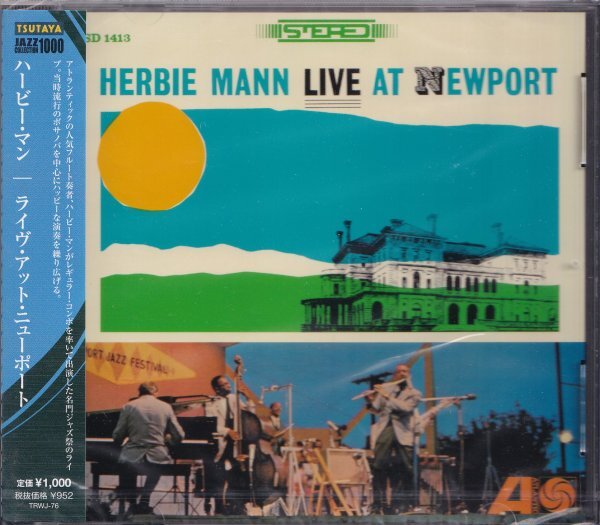 TSUTAYA
JAZZ 1000
COLLECTION
ハービー・マン｜ライヴ・アット・ニューポート
アトランティックの人気フルート奏者、ハービー・マンがレギュラー・コンボを率いて出演した名門ジャズ祭のライ
ブ。当時流行のボサノバを中心にハッピーな演奏を繰り広げる。
定価 ¥1,000
税抜価格 ¥952
TRWJ-76
SD 1413
STEREO
HERBIE MANN LIVE AT NEWPORT
PORT JAZZ FESTIVAL
ATLANTIC